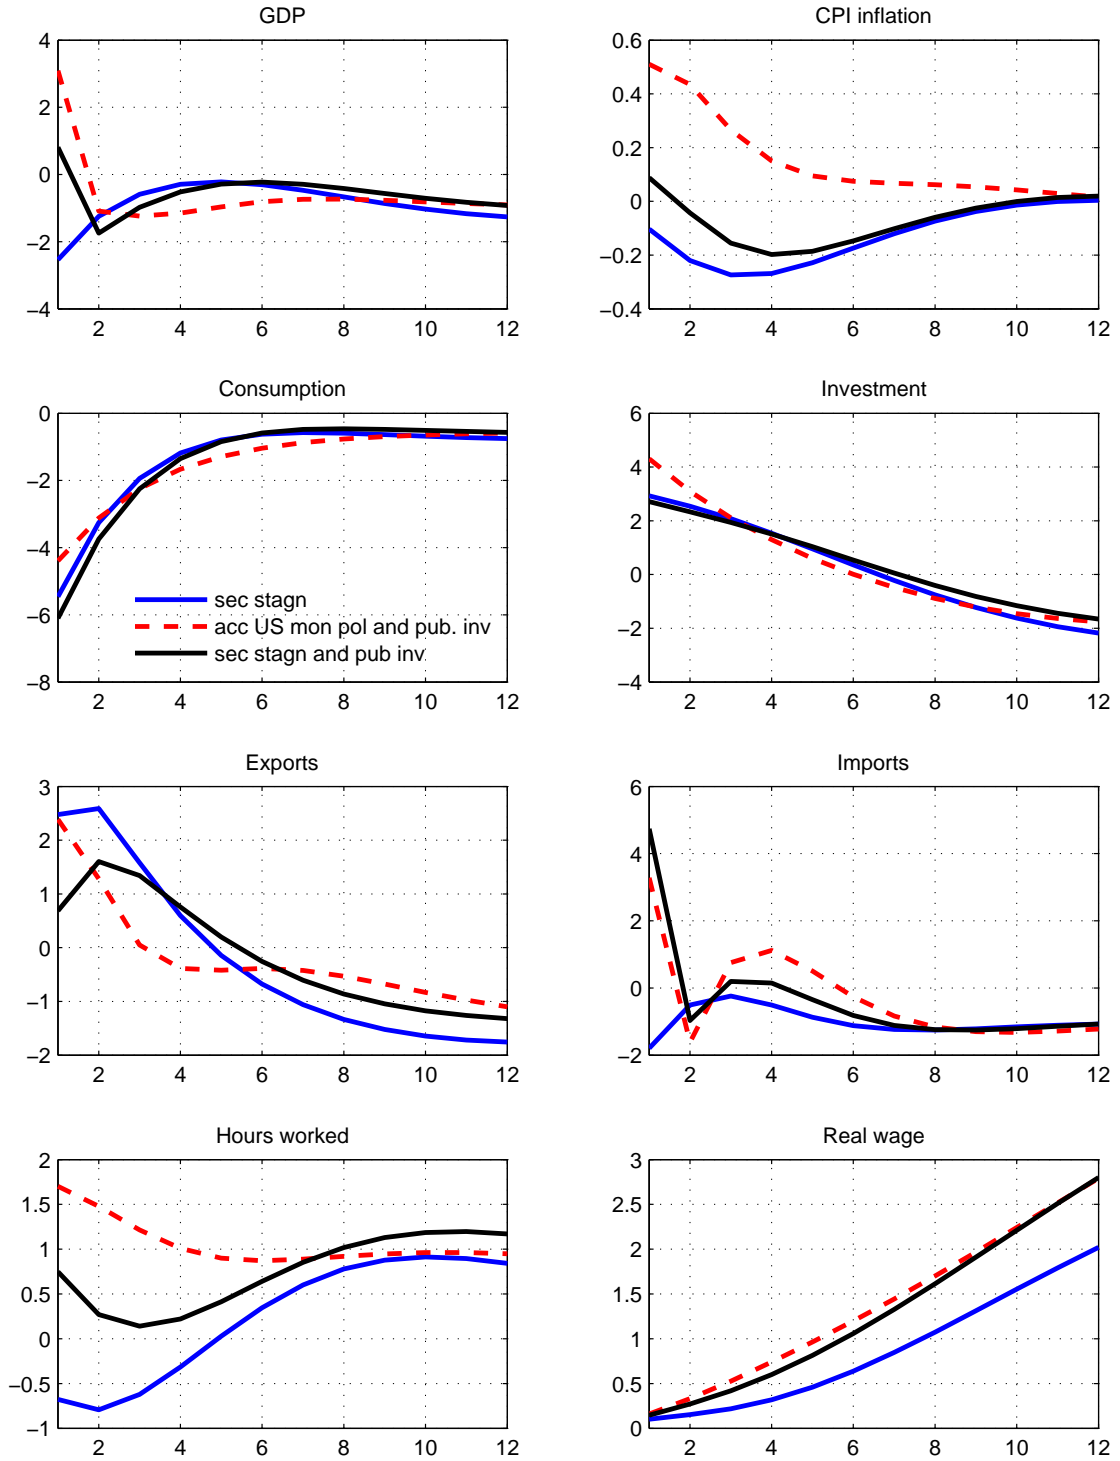 GDP
4
2
0
−2
−4
2 4 6 8 10 12
CPI inflation
0.6
0.4
0.2
0
−0.2
−0.4
2 4 6 8 10 12
Consumption
0
−2
−4
−6
−8
2 4 6 8 10 12
sec stagn
acc US mon pol and pub. inv
sec stagn and pub inv
Investment
6
4
2
0
−2
−4
2 4 6 8 10 12
Exports
3
2
1
0
−1
−2
2 4 6 8 10 12
Imports
6
4
2
0
−2
2 4 6 8 10 12
Hours worked
2
1.5
1
0.5
0
−0.5
−1
2 4 6 8 10 12
Real wage
3
2.5
2
1.5
1
0.5
0
2 4 6 8 10 12